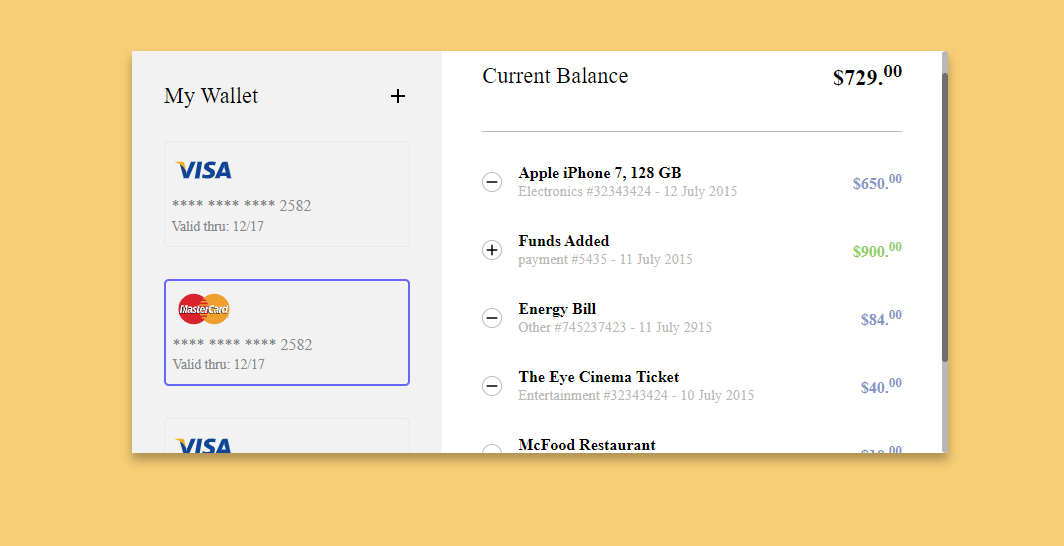 My Wallet
+
VISA
**** **** **** 2582
Valid thru: 12/17
MasterCard
**** **** **** 2582
Valid thru: 12/17
VISA
Current Balance
$729.00
Apple iPhone 7, 128 GB
Electronics #32343424 - 12 July 2015
$650.00
Funds Added
payment #5435 - 11 July 2015
$900.00
Energy Bill
Other #745237423 - 11 July 2915
$84.00
The Eye Cinema Ticket
Entertainment #32343424 - 10 July 2015
$40.00
McFood Restaurant